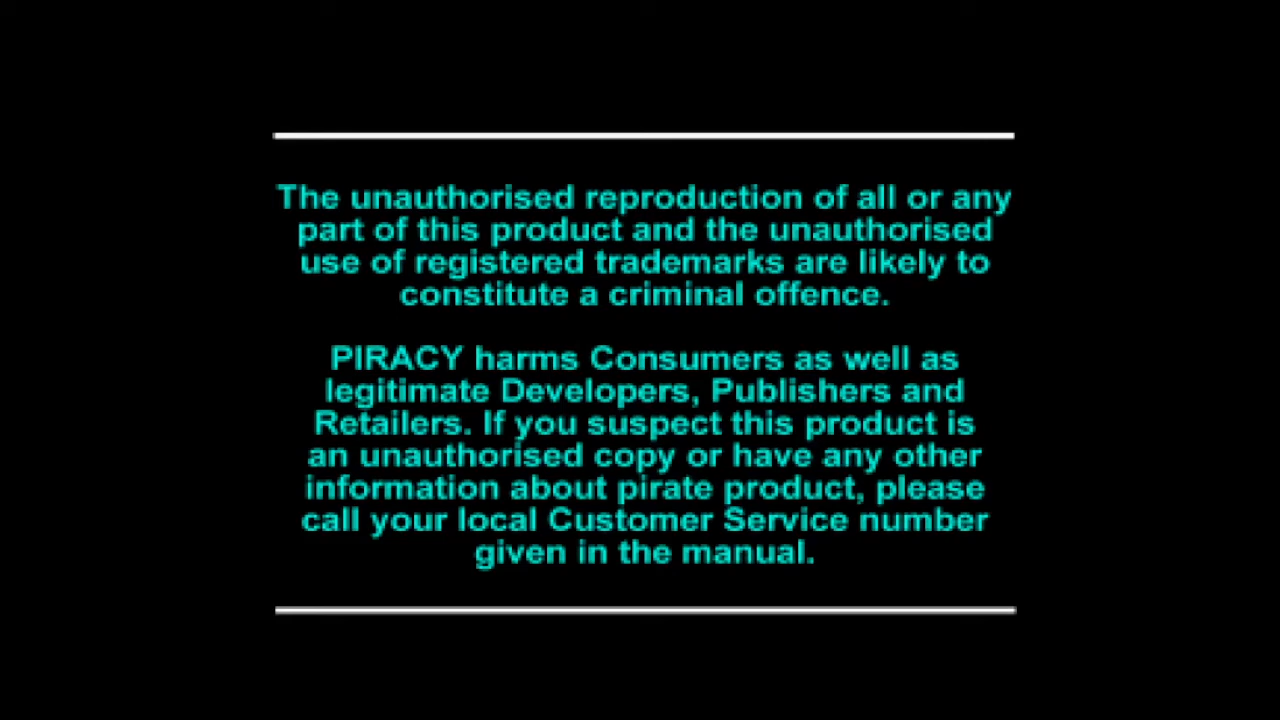 The unauthorised reproduction of all or any
part of this product and the unauthorised
use of registered trademarks are likely to
constitute a criminal offence.
PIRACY harms Consumers as well as
legitimate Developers, Publishers and
Retailers. If you suspect this product is
an unauthorised copy or have any other
information about pirate product, please
call your local Customer Service number
given in the manual.